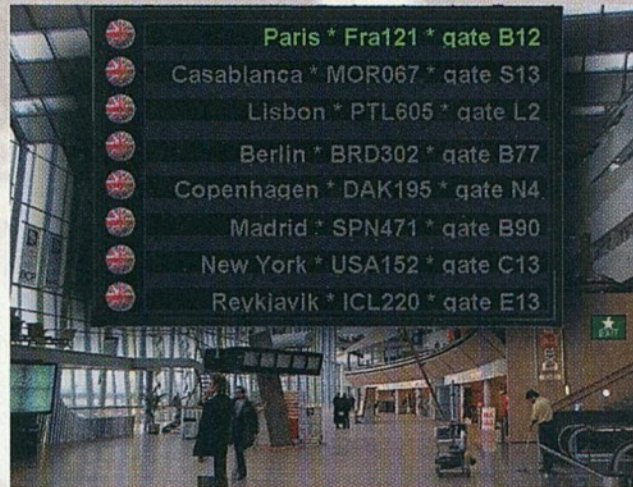 Paris * Fra121 * gate B12
Casablanca * MOR067 * gate S13
Lisbon * PTL605 * gate L2
Berlin * BRD302 * gate B77
Copenhagen * DAK195 * gate N4
Madrid * SPN471 * gate B90
New York * USA152 * gate C13
Reykjavik * ICL220 * gate E13
EXIT